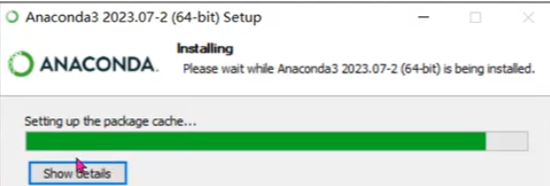 Anaconda3 2023.07-2 (64-bit) Setup
Installing
ANACONDA.
Please wait while Anaconda3 2023.07-2 (64-bit) is being installed.
Setting up the package cache...
Show details